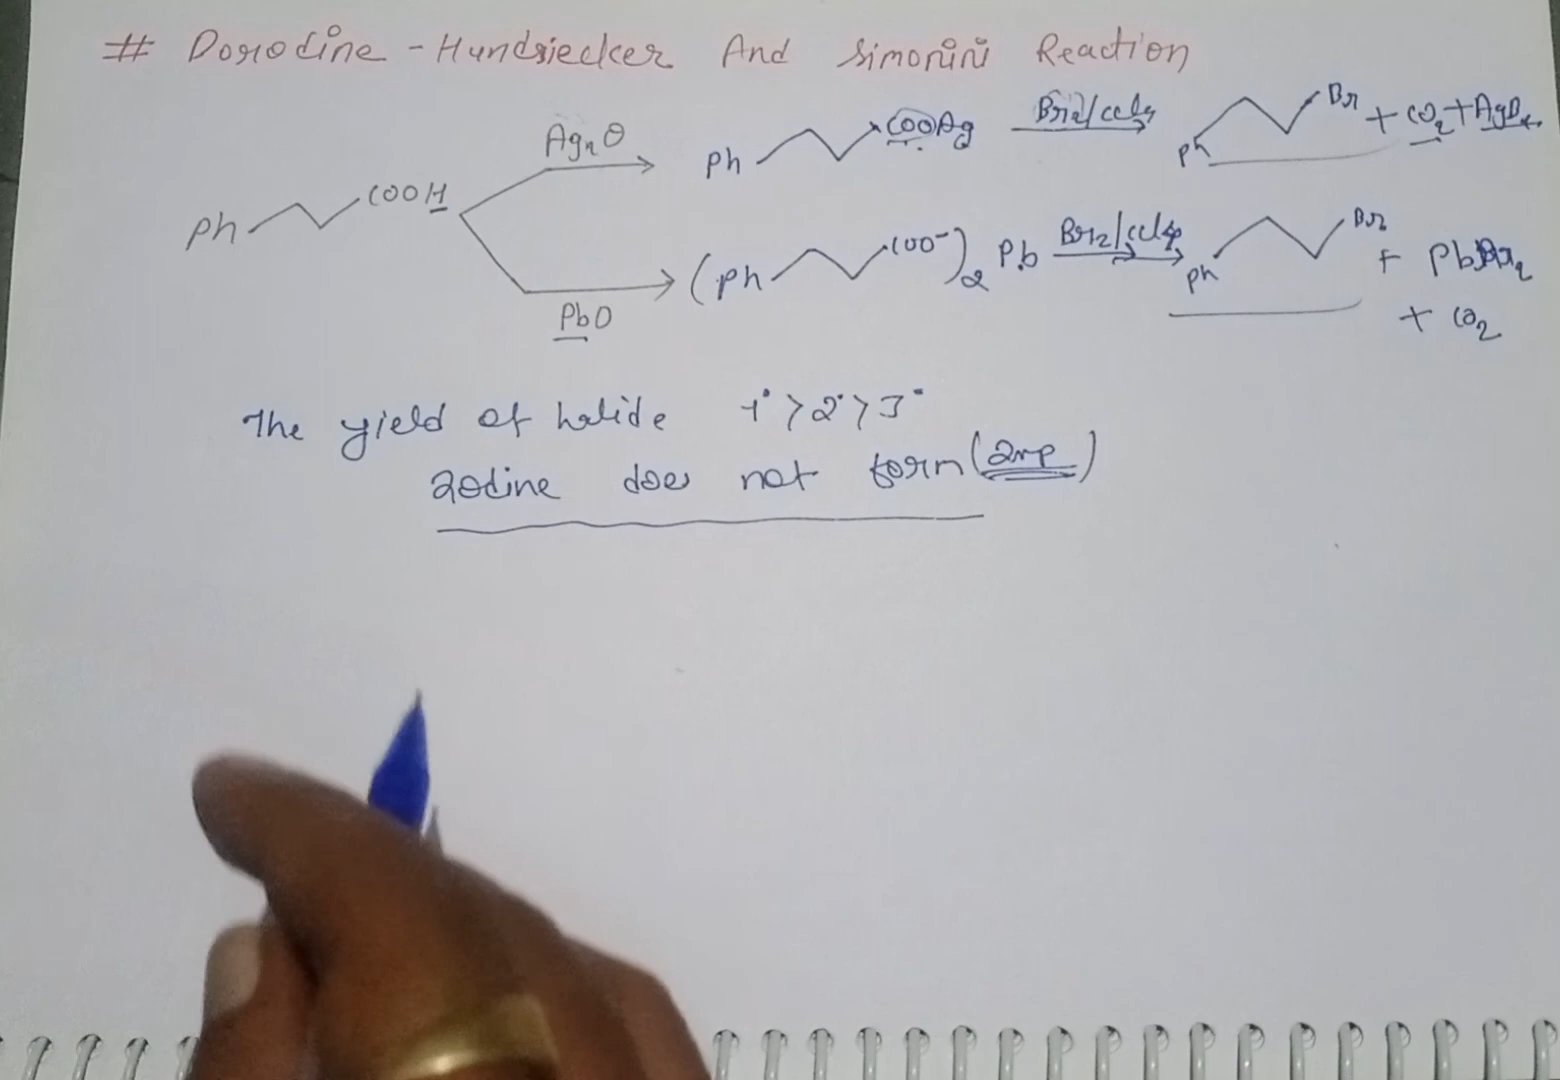 # Borodine - Hundsiecker And Simonini Reaction
Ag2O
Ph COOAg
Br2/ccl4
Ph Br + CO2 + AgBr
Ph COOH
(Ph COO-)2 Pb
Br2/ccl4
Ph Br + PbBr2
+ CO2
PbO
The yield of halide 1° > 2° > 3°
Iodine does not form (Imp)